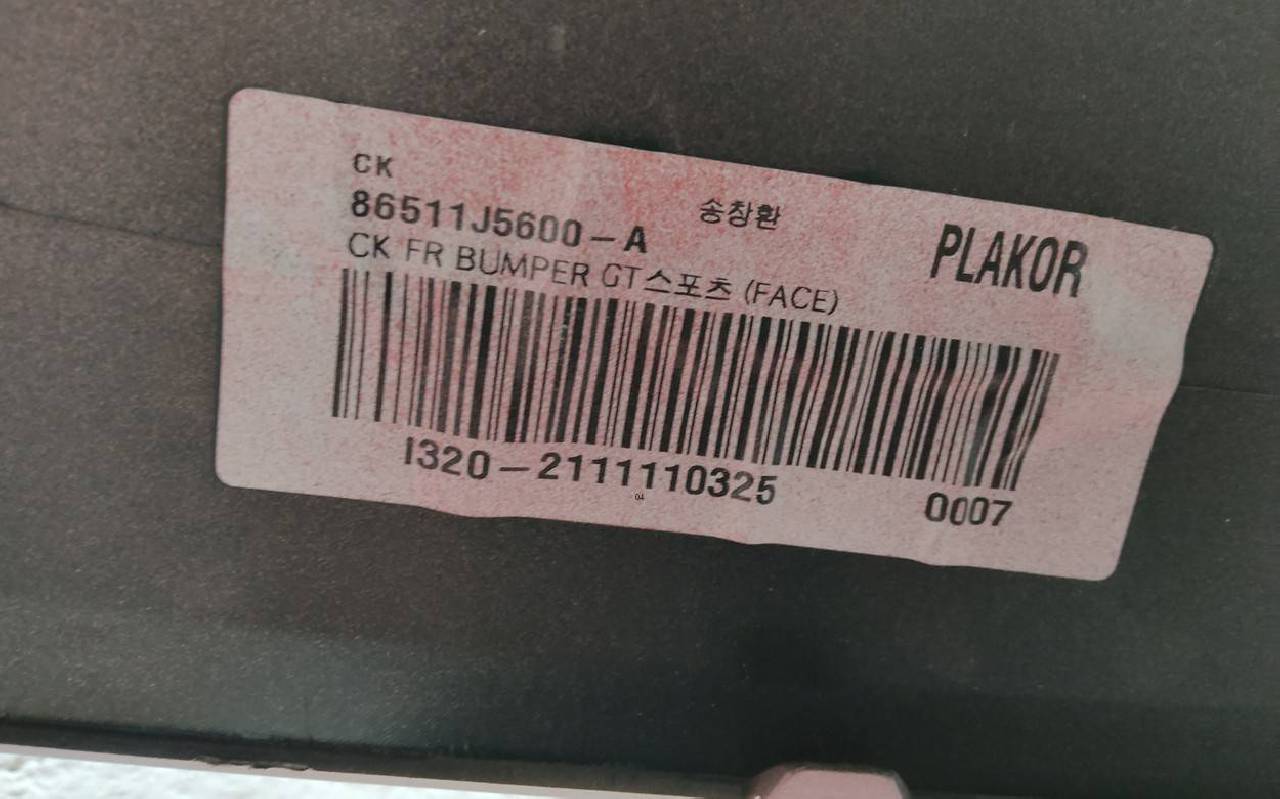 CK
송창환
86511J5600-A
PLAKOR
CK FR BUMPER GT스포츠 (FACE)
I320-2111110325
0007